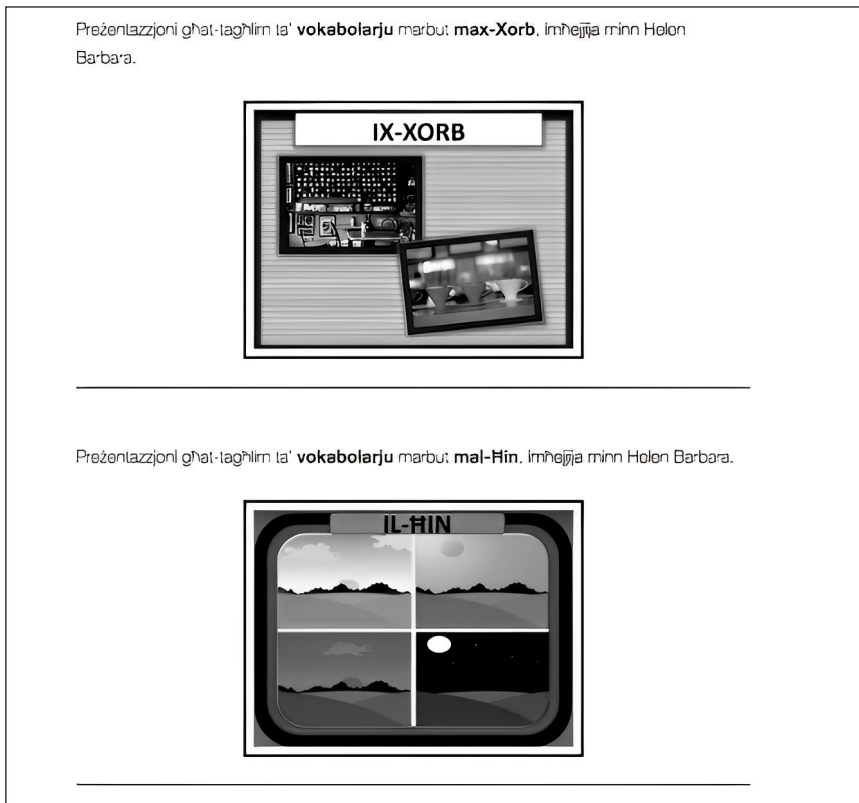 Preżentazzjoni għat-tagħlim ta' vokabolarju marbut max-Xorb, imħejjija minn Helen
Barbara.
IX-XORB
Preżentazzjoni għat-tagħlim ta' vokabolarju marbut mal-Ħin, imħejjija minn Helen Barbara.
IL-ĦIN